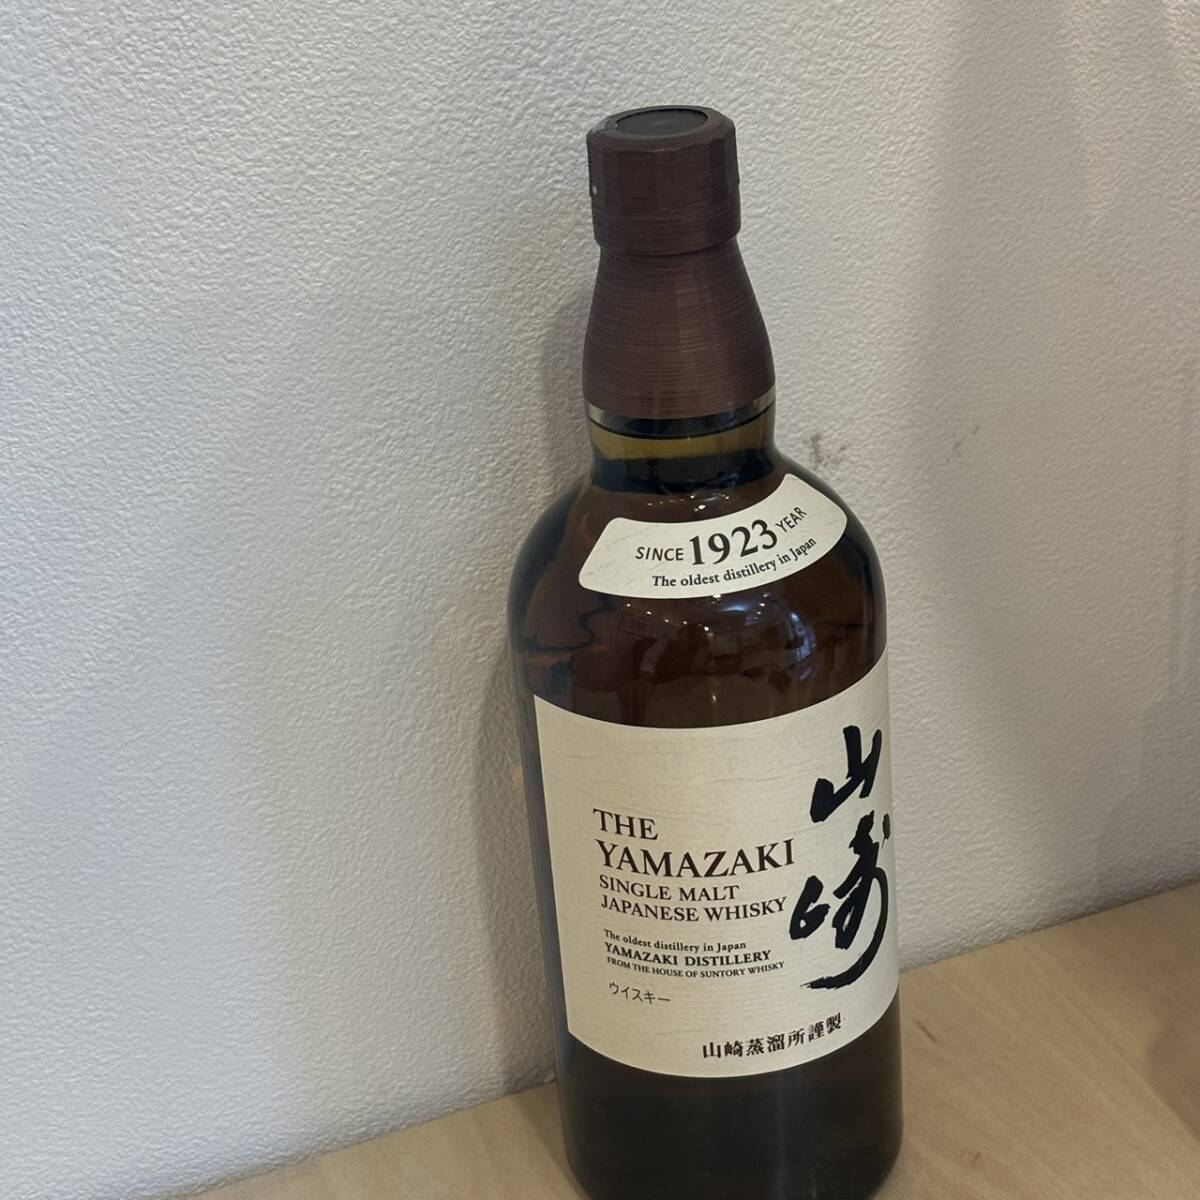 SINCE 1923 YEAR
The oldest distillery in Japan
山崎
THE
YAMAZAKI
SINGLE MALT
JAPANESE WHISKY
The oldest distillery in Japan
YAMAZAKI DISTILLERY
FROM THE HOUSE OF SUNTORY WHISKY
ウイスキー
山崎蒸溜所謹製